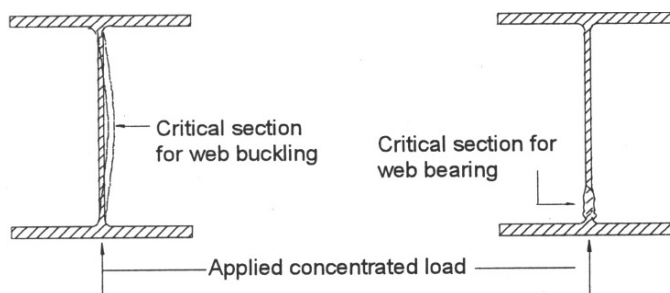 Critical section
for web buckling
Critical section for
web bearing
Applied concentrated load